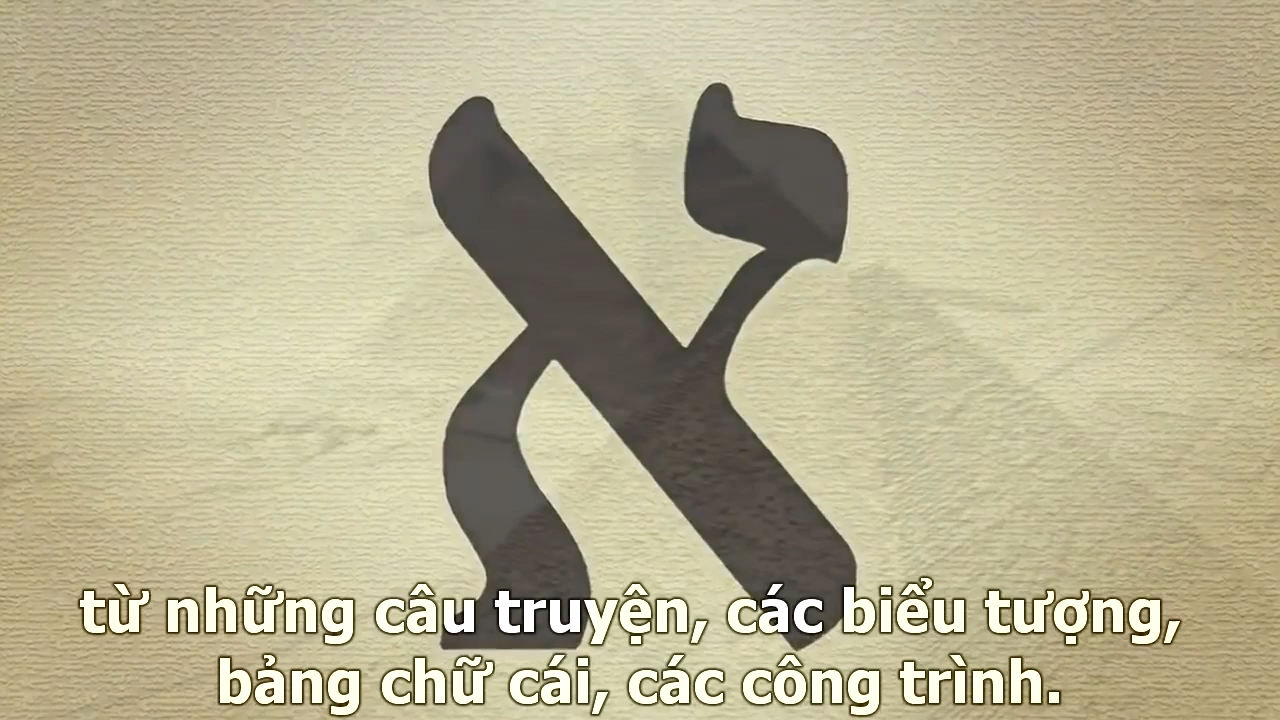 א
từ những câu truyện, các biểu tượng,
bảng chữ cái, các công trình.